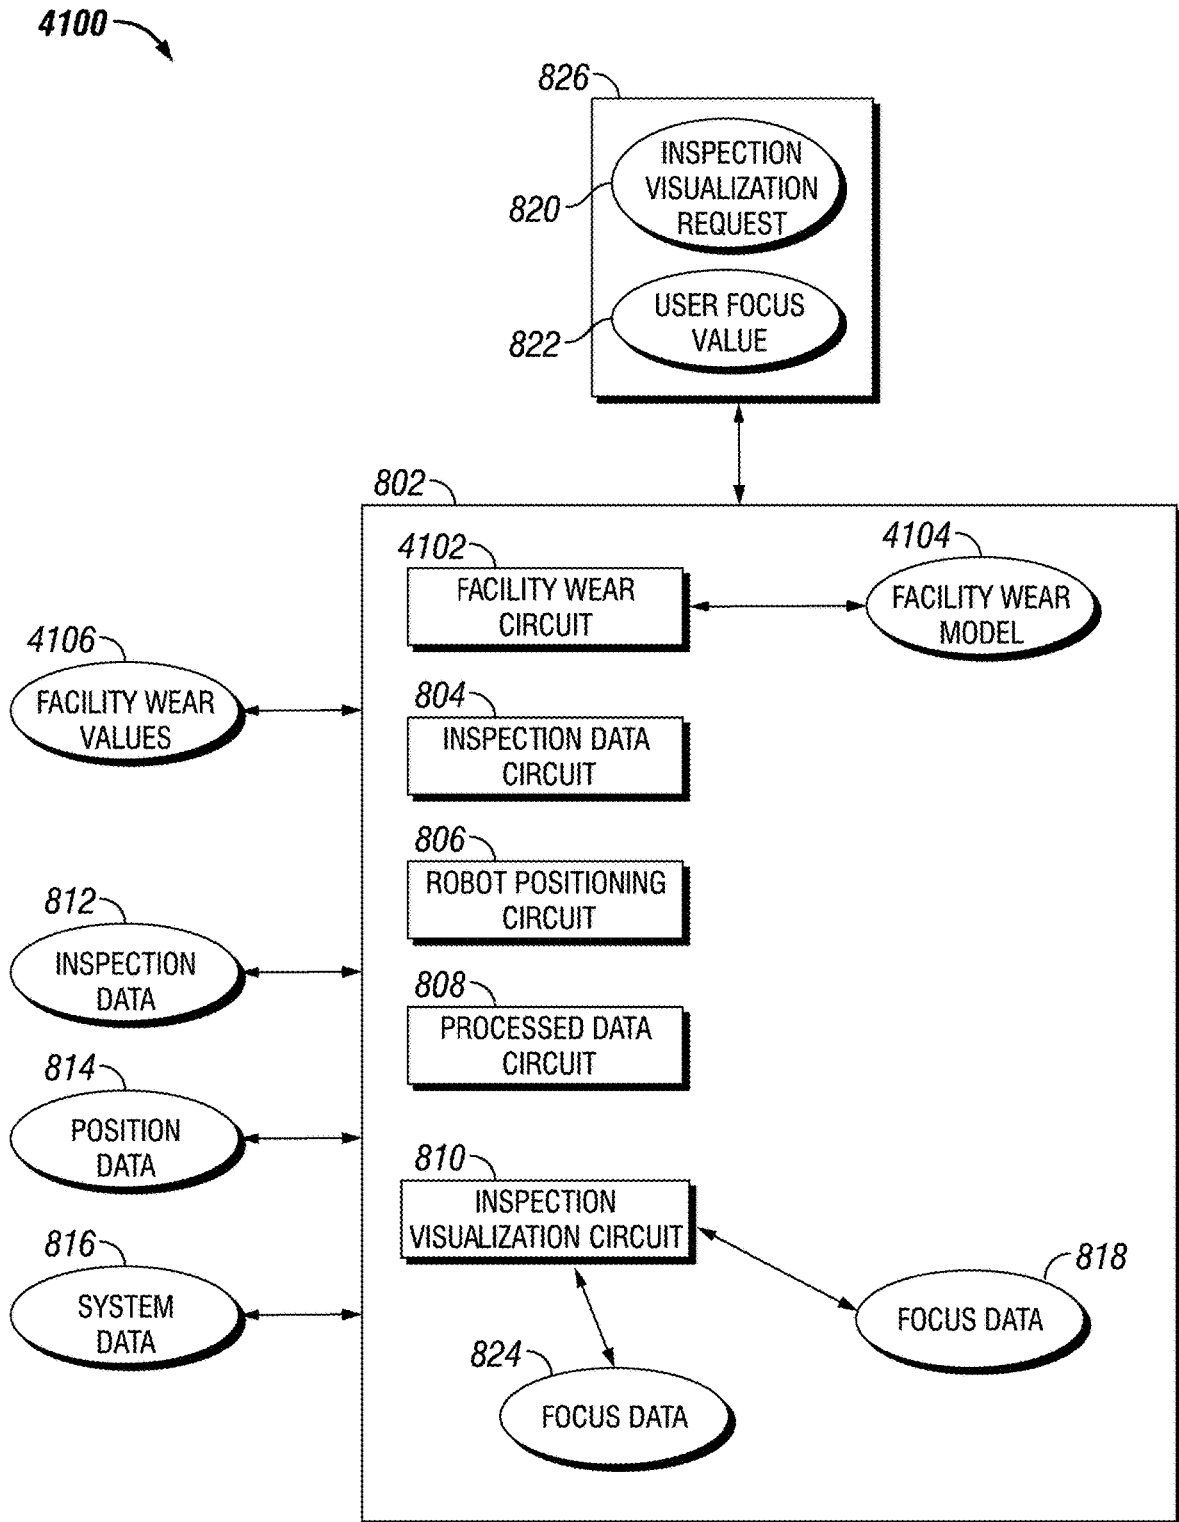 4100
826
INSPECTION
VISUALIZATION
REQUEST
820
USER FOCUS
VALUE
822
802
4102
FACILITY WEAR
CIRCUIT
4104
FACILITY WEAR
MODEL
4106
FACILITY WEAR
VALUES
804
INSPECTION DATA
CIRCUIT
806
ROBOT POSITIONING
CIRCUIT
812
INSPECTION
DATA
808
PROCESSED DATA
CIRCUIT
814
POSITION
DATA
810
INSPECTION
VISUALIZATION CIRCUIT
816
SYSTEM
DATA
818
FOCUS DATA
824
FOCUS DATA